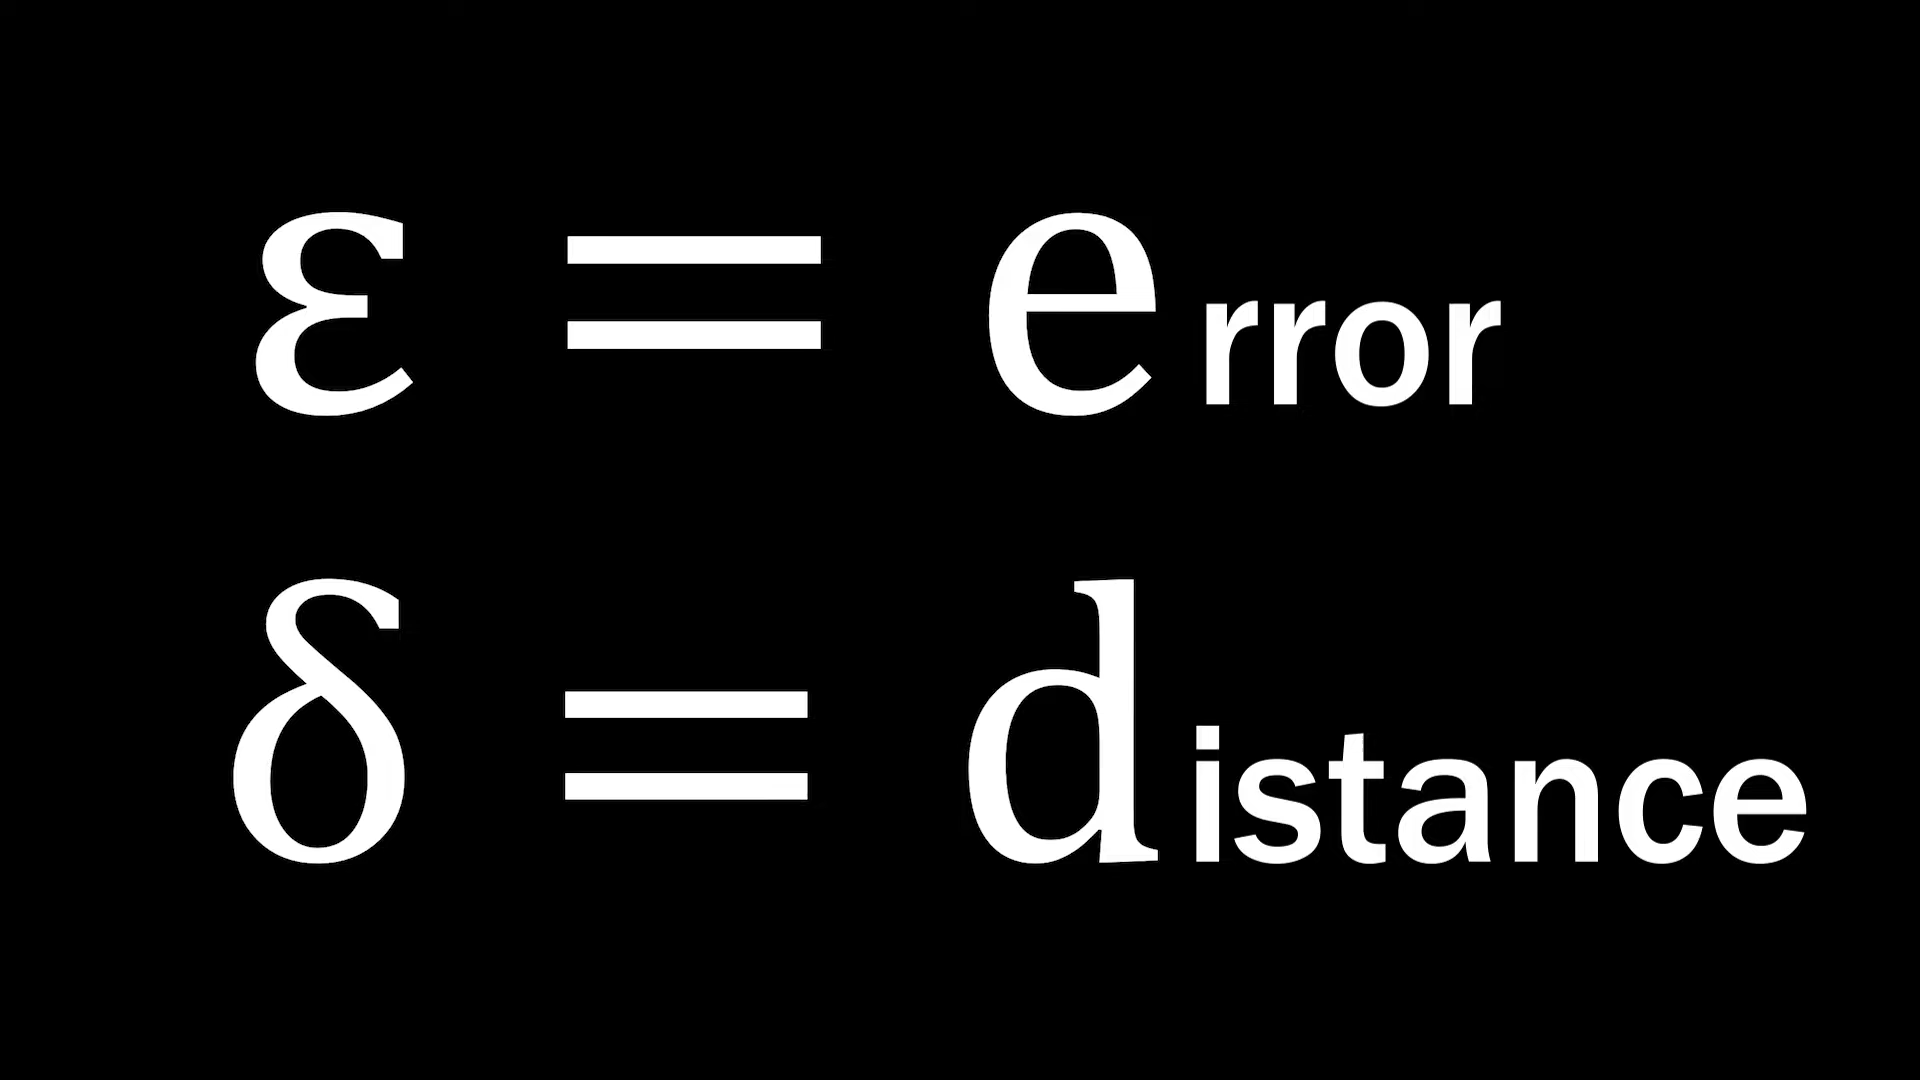 ε = error
δ = distance